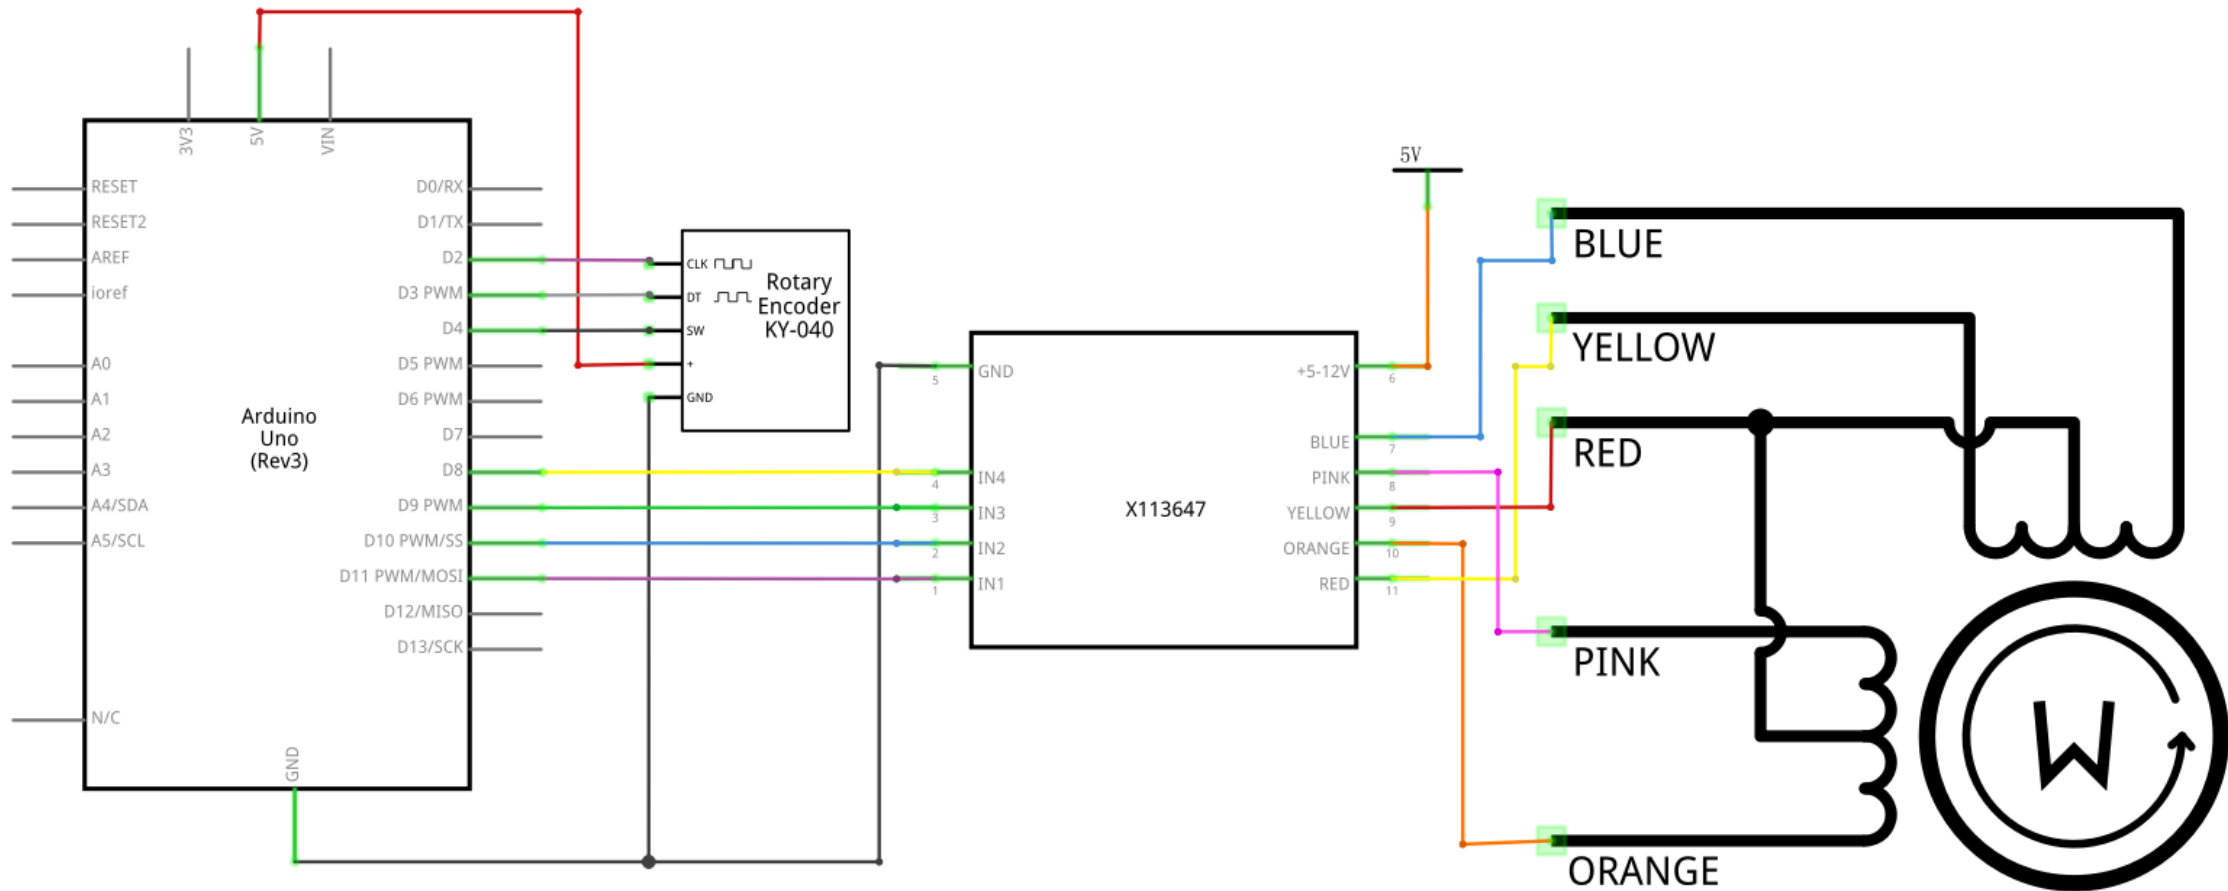 3V3
5V
VIN
RESET
RESET2
AREF
ioref
A0
A1
A2
A3
A4/SDA
A5/SCL
N/C
Arduino
Uno
(Rev3)
GND
D0/RX
D1/TX
D2
D3 PWM
D4
D5 PWM
D6 PWM
D7
D8
D9 PWM
D10 PWM/SS
D11 PWM/MOSI
D12/MISO
D13/SCK
CLK
DT
SW
+
GND
Rotary
Encoder
KY-040
GND
5
IN4
4
IN3
3
IN2
2
IN1
1
X113647
5V
+5-12V
6
BLUE
7
PINK
8
YELLOW
9
ORANGE
10
RED
11
BLUE
YELLOW
RED
PINK
ORANGE
M